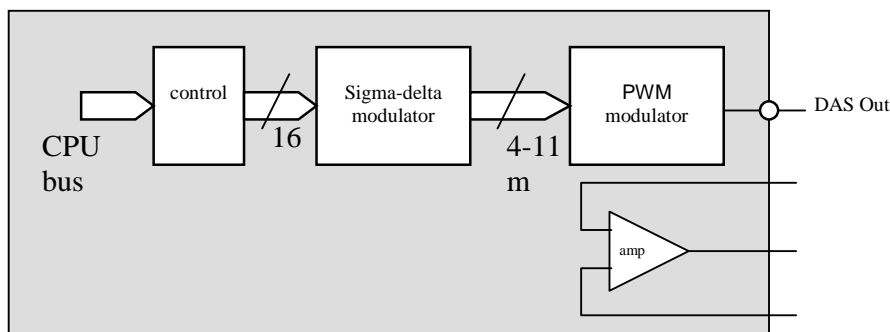 control
Sigma-delta
modulator
PWM
modulator
DAS Out
16
4-11
m
CPU
bus
amp